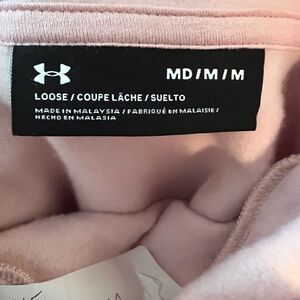 MD/M/M
LOOSE / COUPE LÂCHE / SUELTO
MADE IN MALAYSIA / FABRIQUÉ EN MALAISIE /
HECHO EN MALASIA